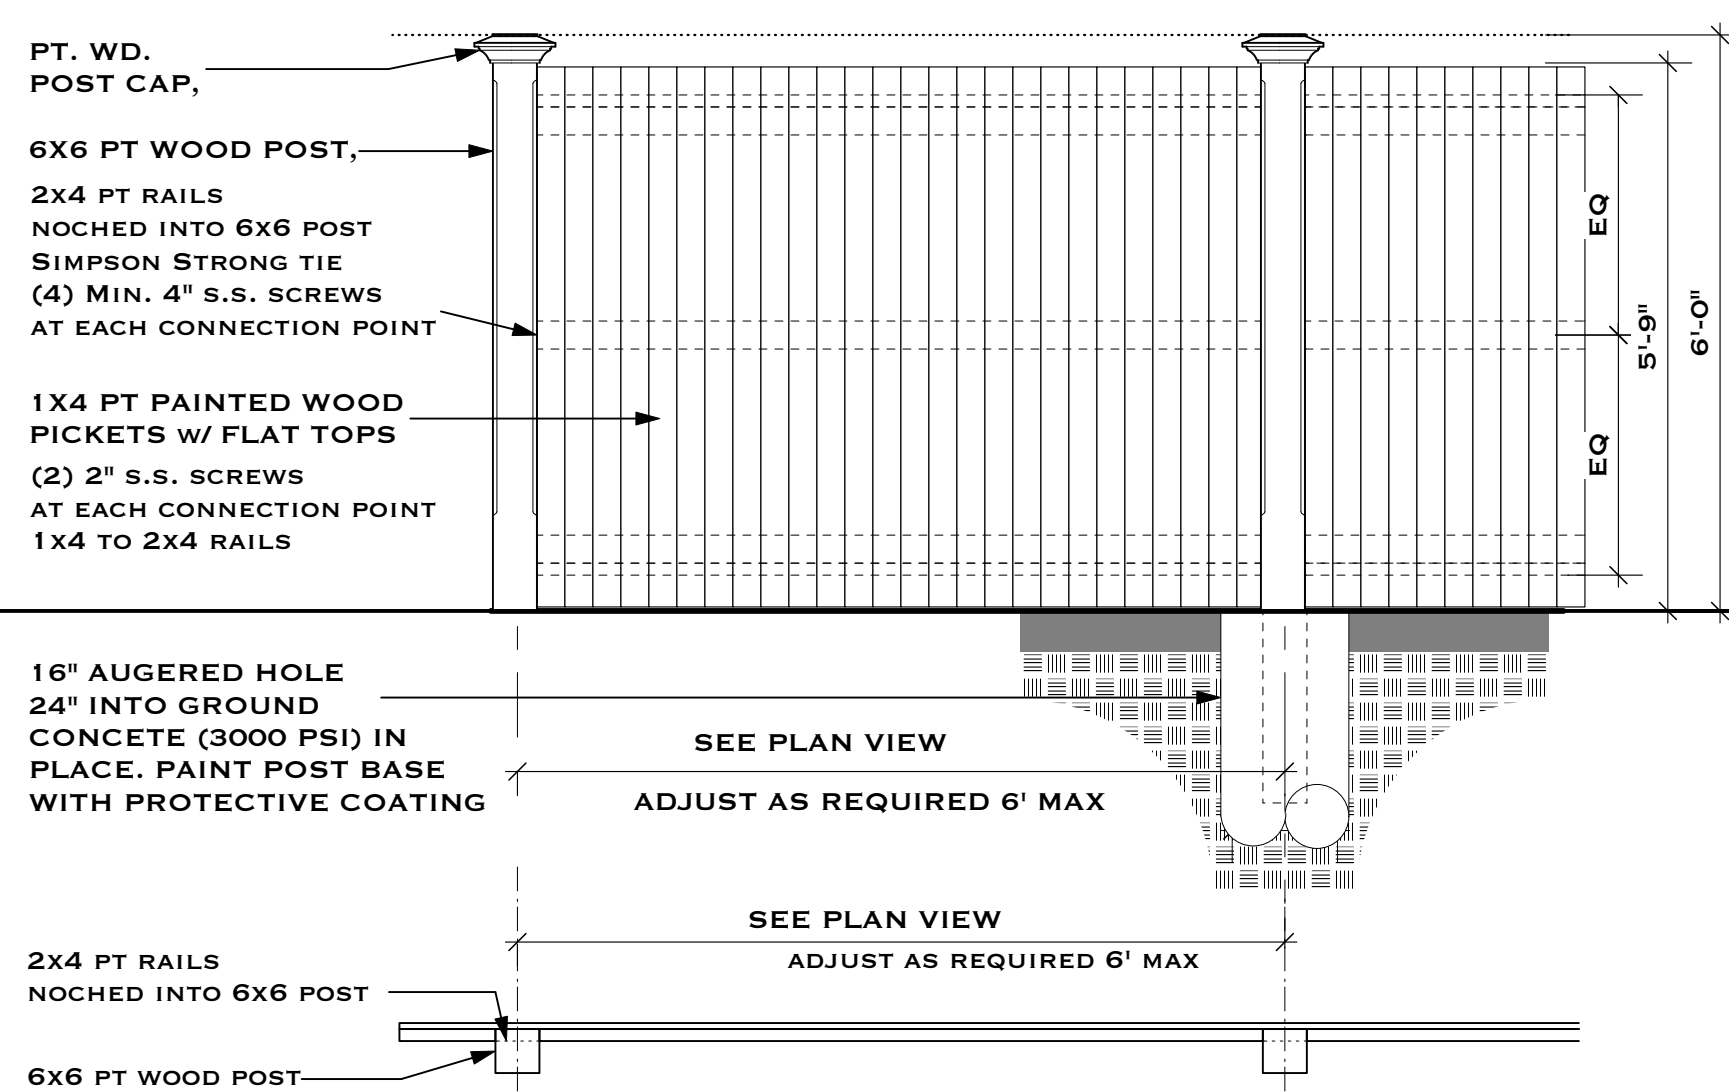 PT. WD.
POST CAP,
6X6 PT WOOD POST,
2X4 PT RAILS
NOCHED INTO 6X6 POST
SIMPSON STRONG TIE
(4) MIN. 4" S.S. SCREWS
AT EACH CONNECTION POINT
1X4 PT PAINTED WOOD
PICKETS W/ FLAT TOPS
(2) 2" S.S. SCREWS
AT EACH CONNECTION POINT
1X4 TO 2X4 RAILS
EQ
EQ
5'-9"
6'-0"
16" AUGERED HOLE
24" INTO GROUND
CONCETE (3000 PSI) IN
PLACE. PAINT POST BASE
WITH PROTECTIVE COATING
SEE PLAN VIEW
ADJUST AS REQUIRED 6' MAX
SEE PLAN VIEW
ADJUST AS REQUIRED 6' MAX
2X4 PT RAILS
NOCHED INTO 6X6 POST
6X6 PT WOOD POST